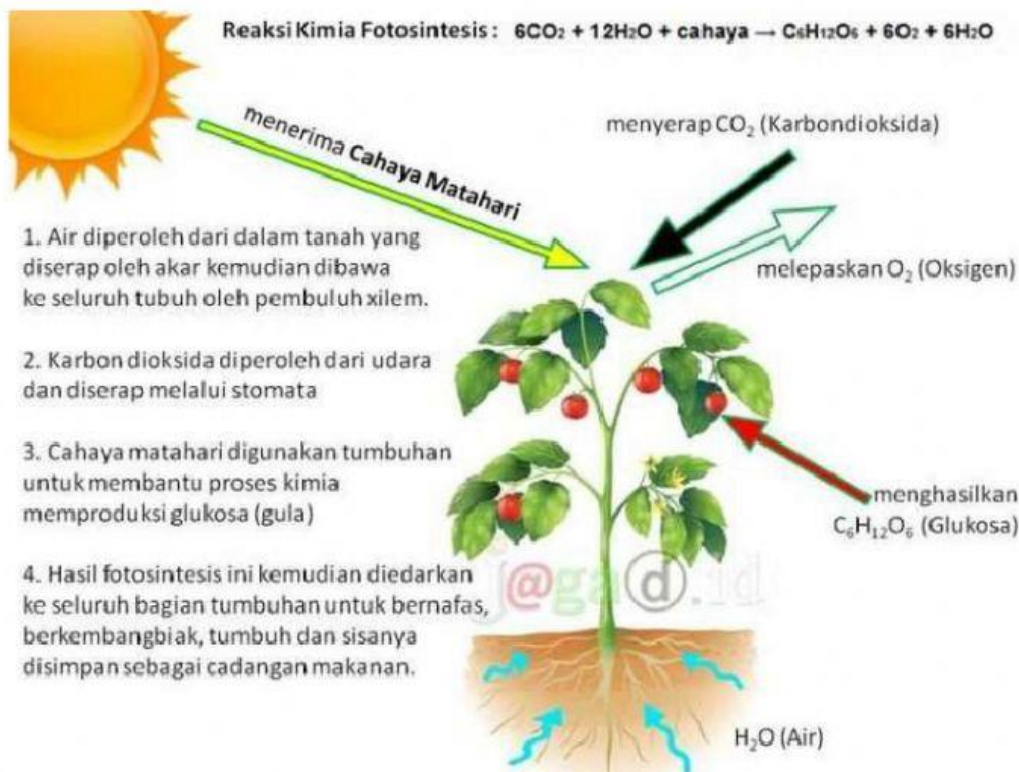 Reaksi Kimia Fotosintesis : 6CO₂ + 12H₂O + cahaya → C₆H₁₂O₆ + 6O₂ + 6H₂O
menerima Cahaya Matahari
menyerap CO₂ (Karbondioksida)
melepaskan O₂ (Oksigen)
1. Air diperoleh dari dalam tanah yang
diserap oleh akar kemudian dibawa
ke seluruh tubuh oleh pembuluh xilem.
2. Karbon dioksida diperoleh dari udara
dan diserap melalui stomata
3. Cahaya matahari digunakan tumbuhan
untuk membantu proses kimia
memproduksi glukosa (gula)
menghasilkan
C₆H₁₂O₆ (Glukosa)
4. Hasil fotosintesis ini kemudian diedarkan
ke seluruh bagian tumbuhan untuk bernafas,
berkembangbiak, tumbuh dan sisanya
disimpan sebagai cadangan makanan.
j@gad.id
H₂O (Air)